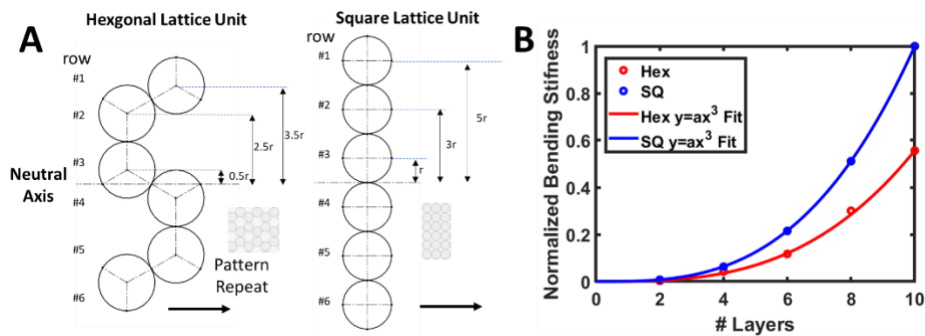 A
Hexgonal Lattice Unit
row
#1
#2
#3
Neutral
Axis
#4
#5
#6
0.5r
2.5r
3.5r
Pattern
Repeat
Square Lattice Unit
row
#1
#2
#3
#4
#5
#6
r
3r
5r
B
Normalized Bending Stifness
1
0.8
0.6
0.4
0.2
0
0
2
4
6
8
10
# Layers
Hex
SQ
Hex y=ax³ Fit
SQ y=ax³ Fit